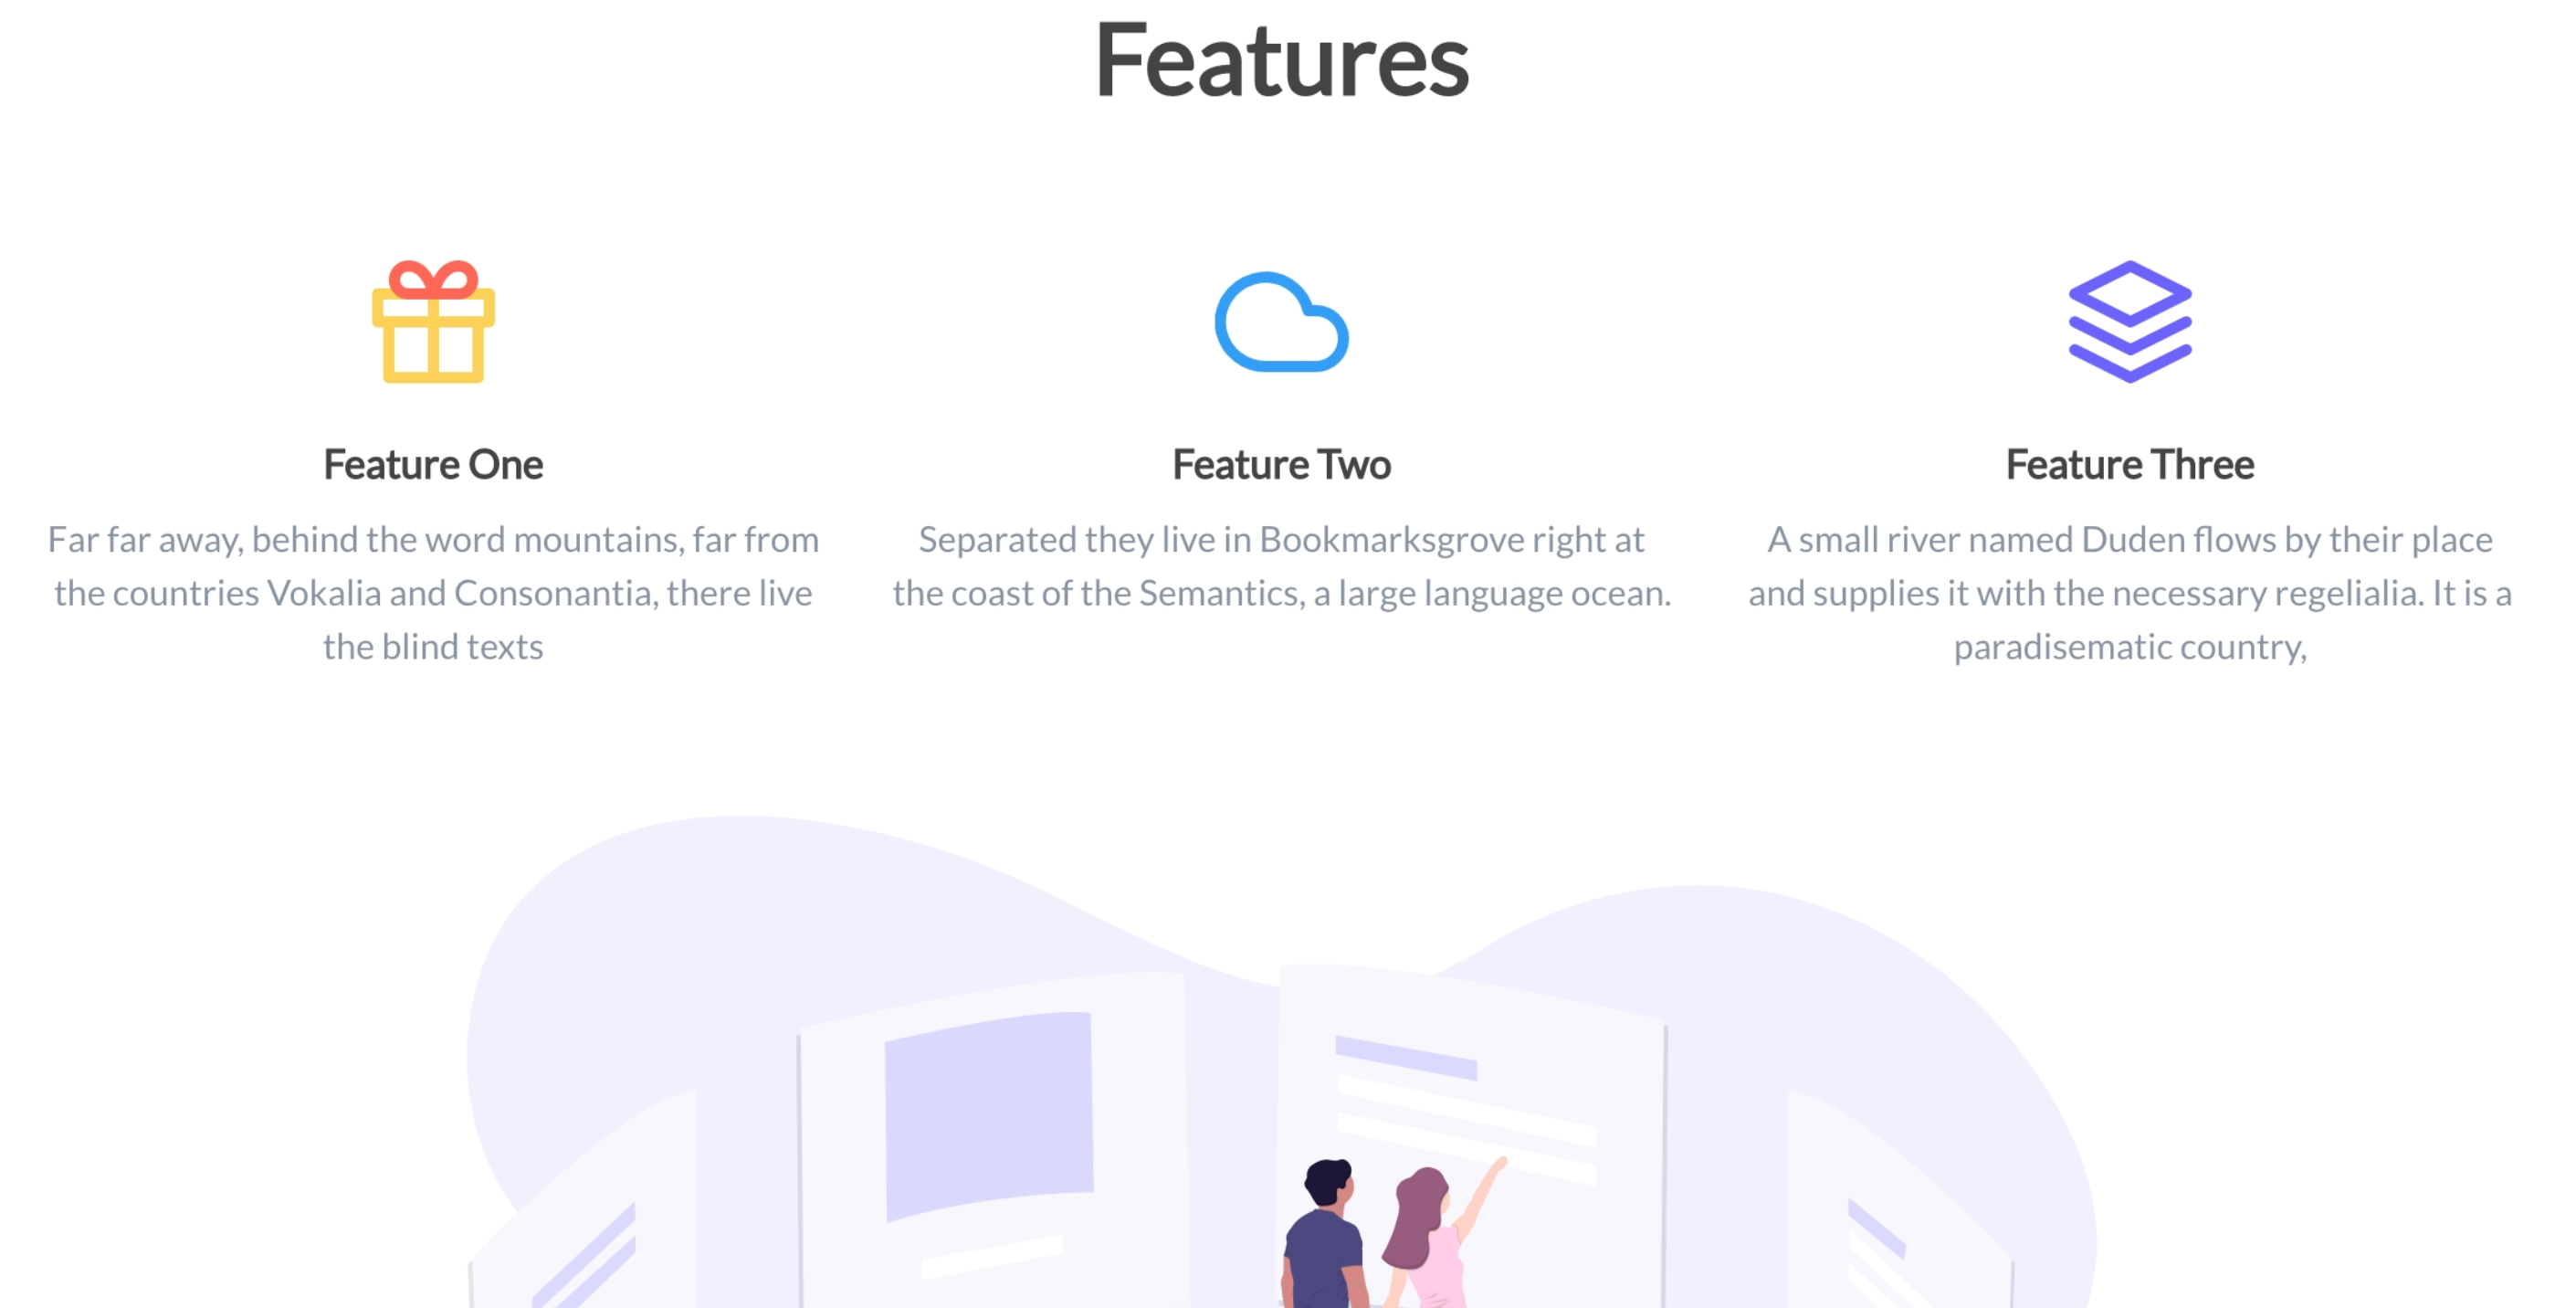 Features
Feature One
Far far away, behind the word mountains, far from
the countries Vokalia and Consonantia, there live
the blind texts
Feature Two
Separated they live in Bookmarksgrove right at
the coast of the Semantics, a large language ocean.
Feature Three
A small river named Duden flows by their place
and supplies it with the necessary regelialia. It is a
paradisematic country,